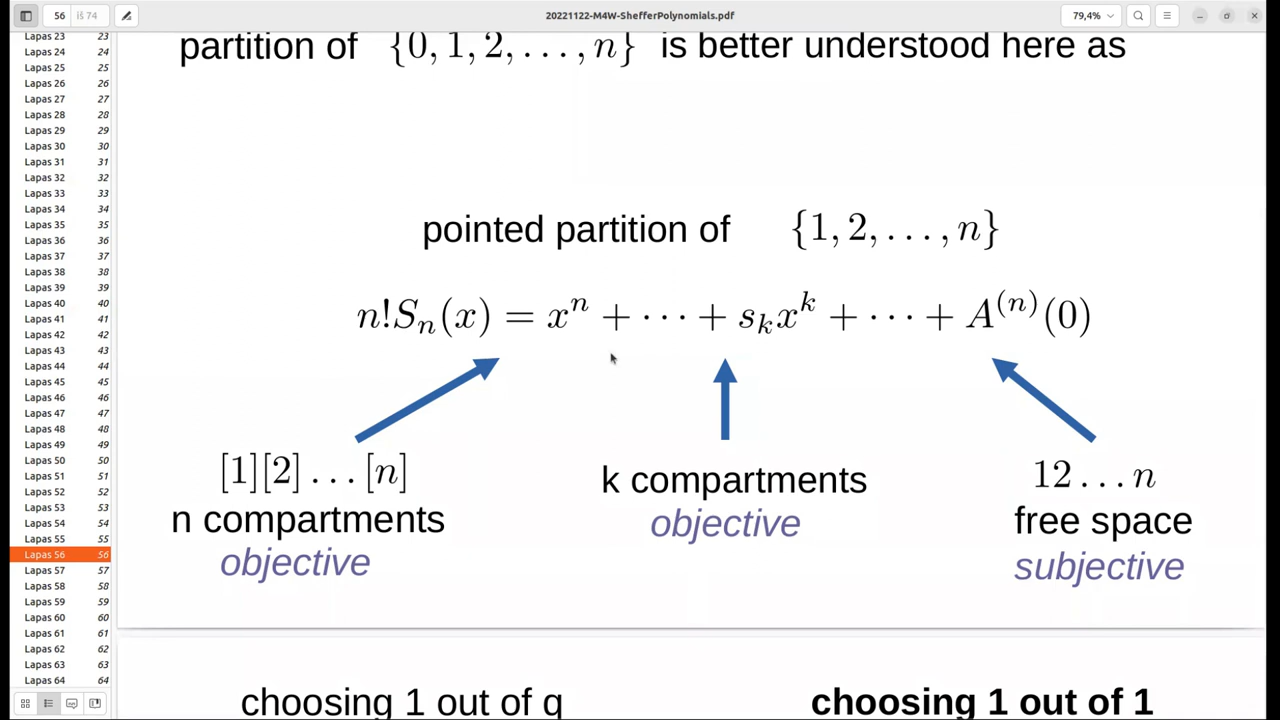 56 iš 74
20221122-M4W-ShefferPolynomials.pdf
79,4%
Lapas 23 23
Lapas 24 24
Lapas 25 25
Lapas 26 26
Lapas 27 27
Lapas 28 28
Lapas 29 29
Lapas 30 30
Lapas 31 31
Lapas 32 32
Lapas 33 33
Lapas 34 34
Lapas 35 35
Lapas 36 36
Lapas 37 37
Lapas 38 38
Lapas 39 39
Lapas 40 40
Lapas 41 41
Lapas 42 42
Lapas 43 43
Lapas 44 44
Lapas 45 45
Lapas 46 46
Lapas 47 47
Lapas 48 48
Lapas 49 49
Lapas 50 50
Lapas 51 51
Lapas 52 52
Lapas 53 53
Lapas 54 54
Lapas 55 55
Lapas 56 56
Lapas 57 57
Lapas 58 58
Lapas 59 59
Lapas 60 60
Lapas 61 61
Lapas 62 62
Lapas 63 63
Lapas 64 64
partition of {0, 1, 2, . . . , n} is better understood here as
pointed partition of {1, 2, . . . , n}
n!Sₙ(x) = xⁿ + ··· + sₖxᵏ + ··· + A⁽ⁿ⁾(0)
[1][2] . . . [n]
n compartments
objective
k compartments
objective
12 . . . n
free space
subjective
choosing 1 out of q
choosing 1 out of 1